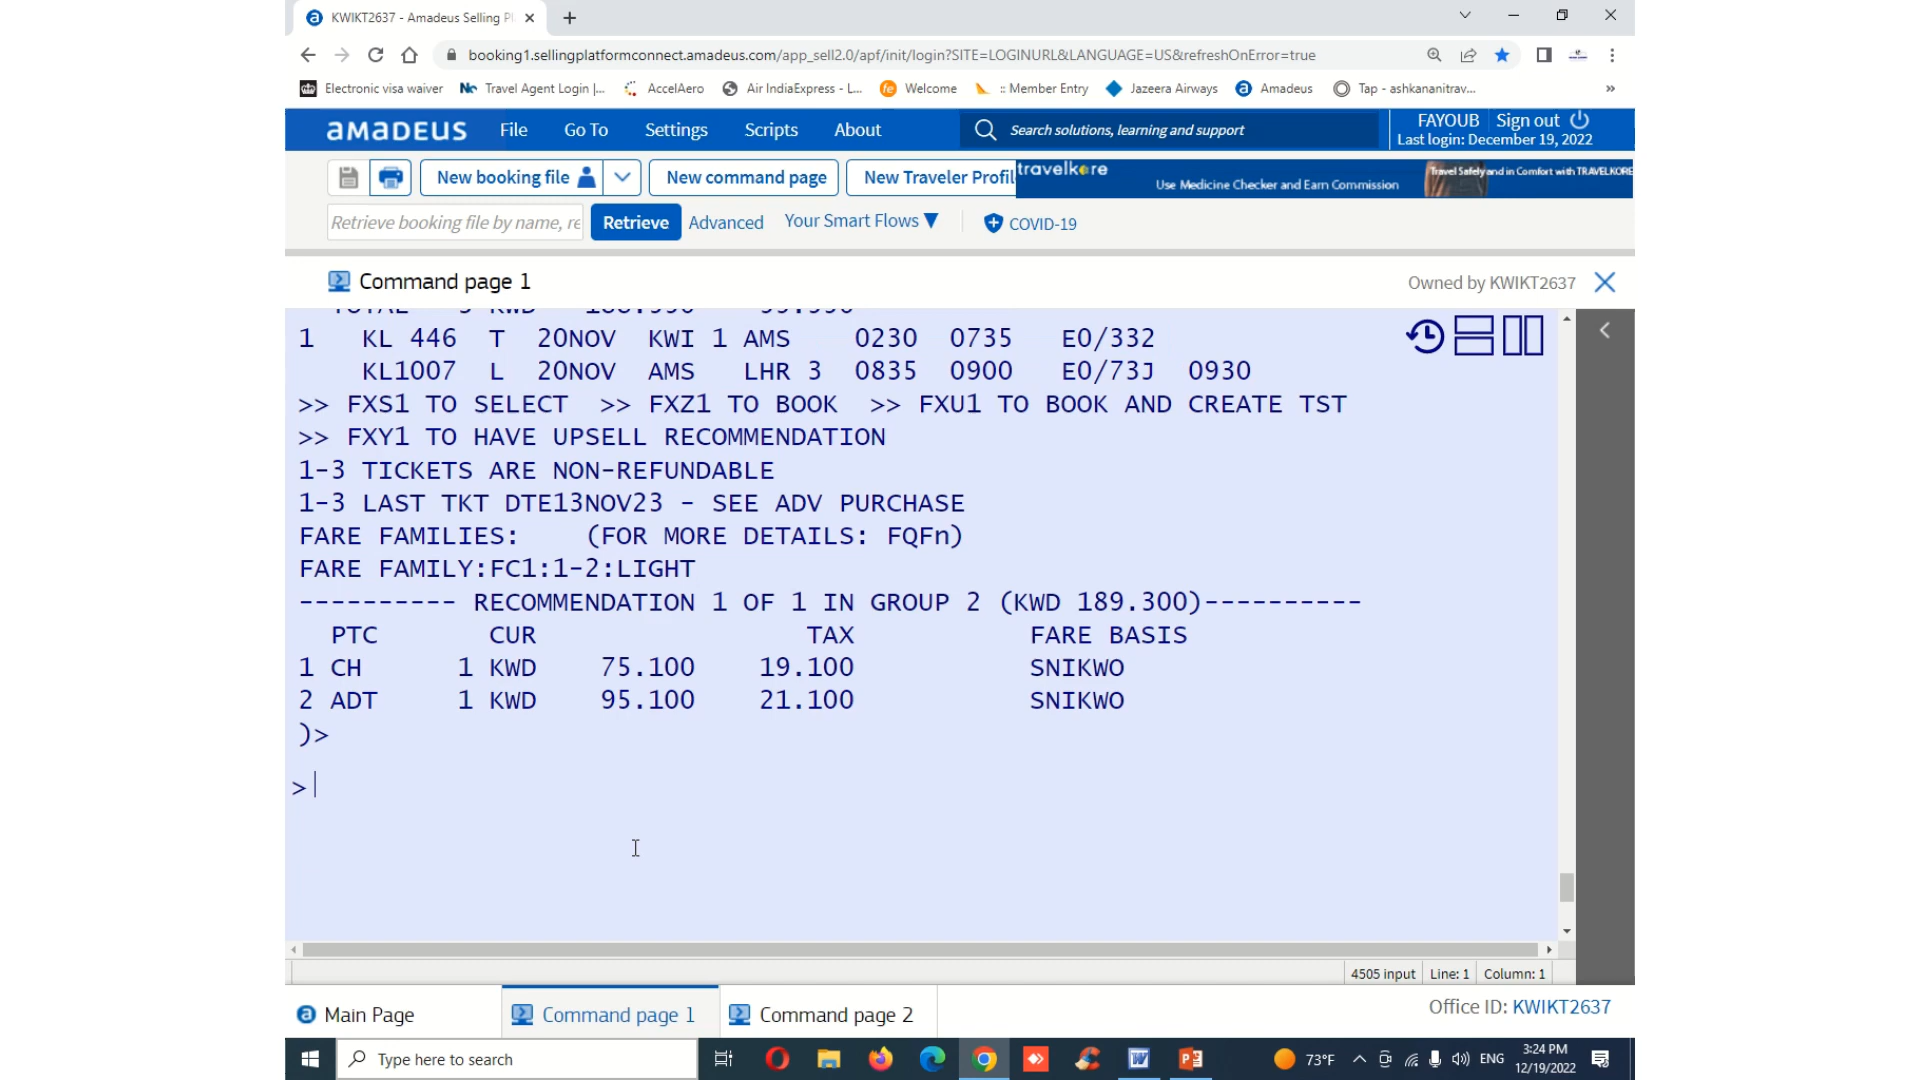 KWIKT2637 - Amadeus Selling Pl
booking1.sellingplatformconnect.amadeus.com/app_sell2.0/apf/init/login?SITE=LOGINURL&LANGUAGE=US&refreshOnError=true
Electronic visa waiver Travel Agent Login |... AccelAero Air IndiaExpress - L... Welcome :: Member Entry Jazeera Airways Amadeus Tap - ashkananitrav... »
amadeus File Go To Settings Scripts About Search solutions, learning and support FAYOUB Sign out
Last login: December 19, 2022
New booking file New command page New Traveler Profil travelkore Use Medicine Checker and Earn Commission Travel Safely and in Comfort with TRAVELKORE
Retrieve booking file by name, re Retrieve Advanced Your Smart Flows COVID-19
Command page 1 Owned by KWIKT2637
1 KL 446 T 20NOV KWI 1 AMS 0230 0735 E0/332
KL1007 L 20NOV AMS LHR 3 0835 0900 E0/73J 0930
>> FXS1 TO SELECT >> FXZ1 TO BOOK >> FXU1 TO BOOK AND CREATE TST
>> FXY1 TO HAVE UPSELL RECOMMENDATION
1-3 TICKETS ARE NON-REFUNDABLE
1-3 LAST TKT DTE13NOV23 - SEE ADV PURCHASE
FARE FAMILIES: (FOR MORE DETAILS: FQFn)
FARE FAMILY:FC1:1-2:LIGHT
---------- RECOMMENDATION 1 OF 1 IN GROUP 2 (KWD 189.300)----------
PTC CUR TAX FARE BASIS
1 CH 1 KWD 75.100 19.100 SNIKWO
2 ADT 1 KWD 95.100 21.100 SNIKWO
)>
>
4505 input Line: 1 Column: 1
Main Page Command page 1 Command page 2 Office ID: KWIKT2637
Type here to search 73°F ENG 3:24 PM
12/19/2022